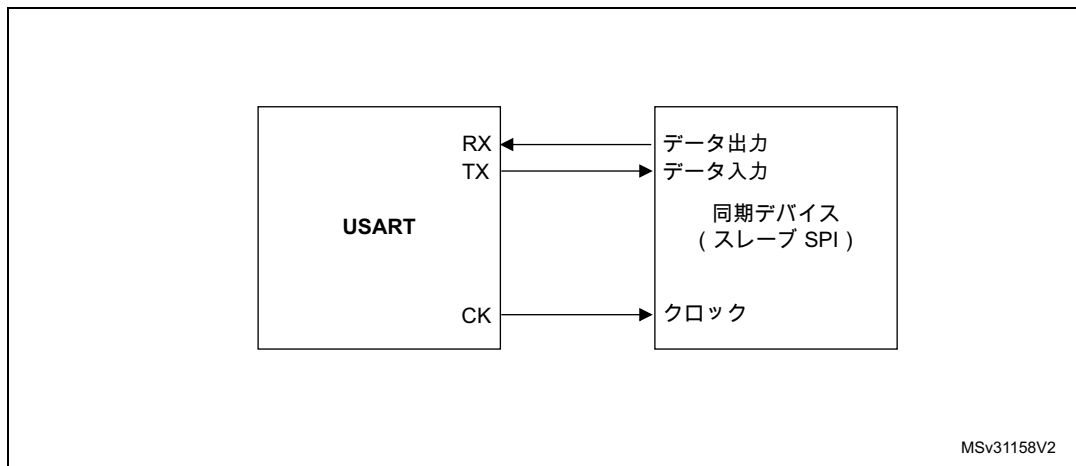 RX
TX
USART
CK
データ出力
データ入力
同期デバイス
( スレーブ SPI )
クロック
MSv31158V2